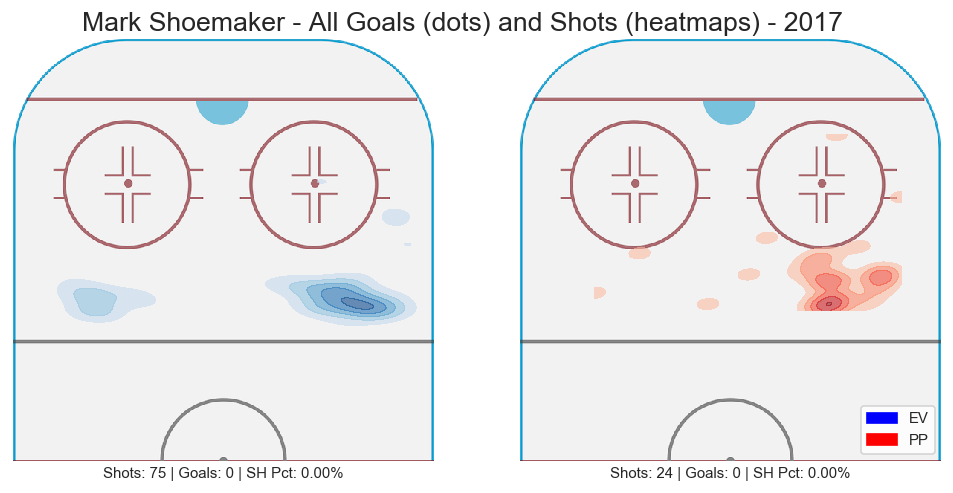 Mark Shoemaker - All Goals (dots) and Shots (heatmaps) - 2017
EV
PP
Shots: 75 | Goals: 0 | SH Pct: 0.00%
Shots: 24 | Goals: 0 | SH Pct: 0.00%